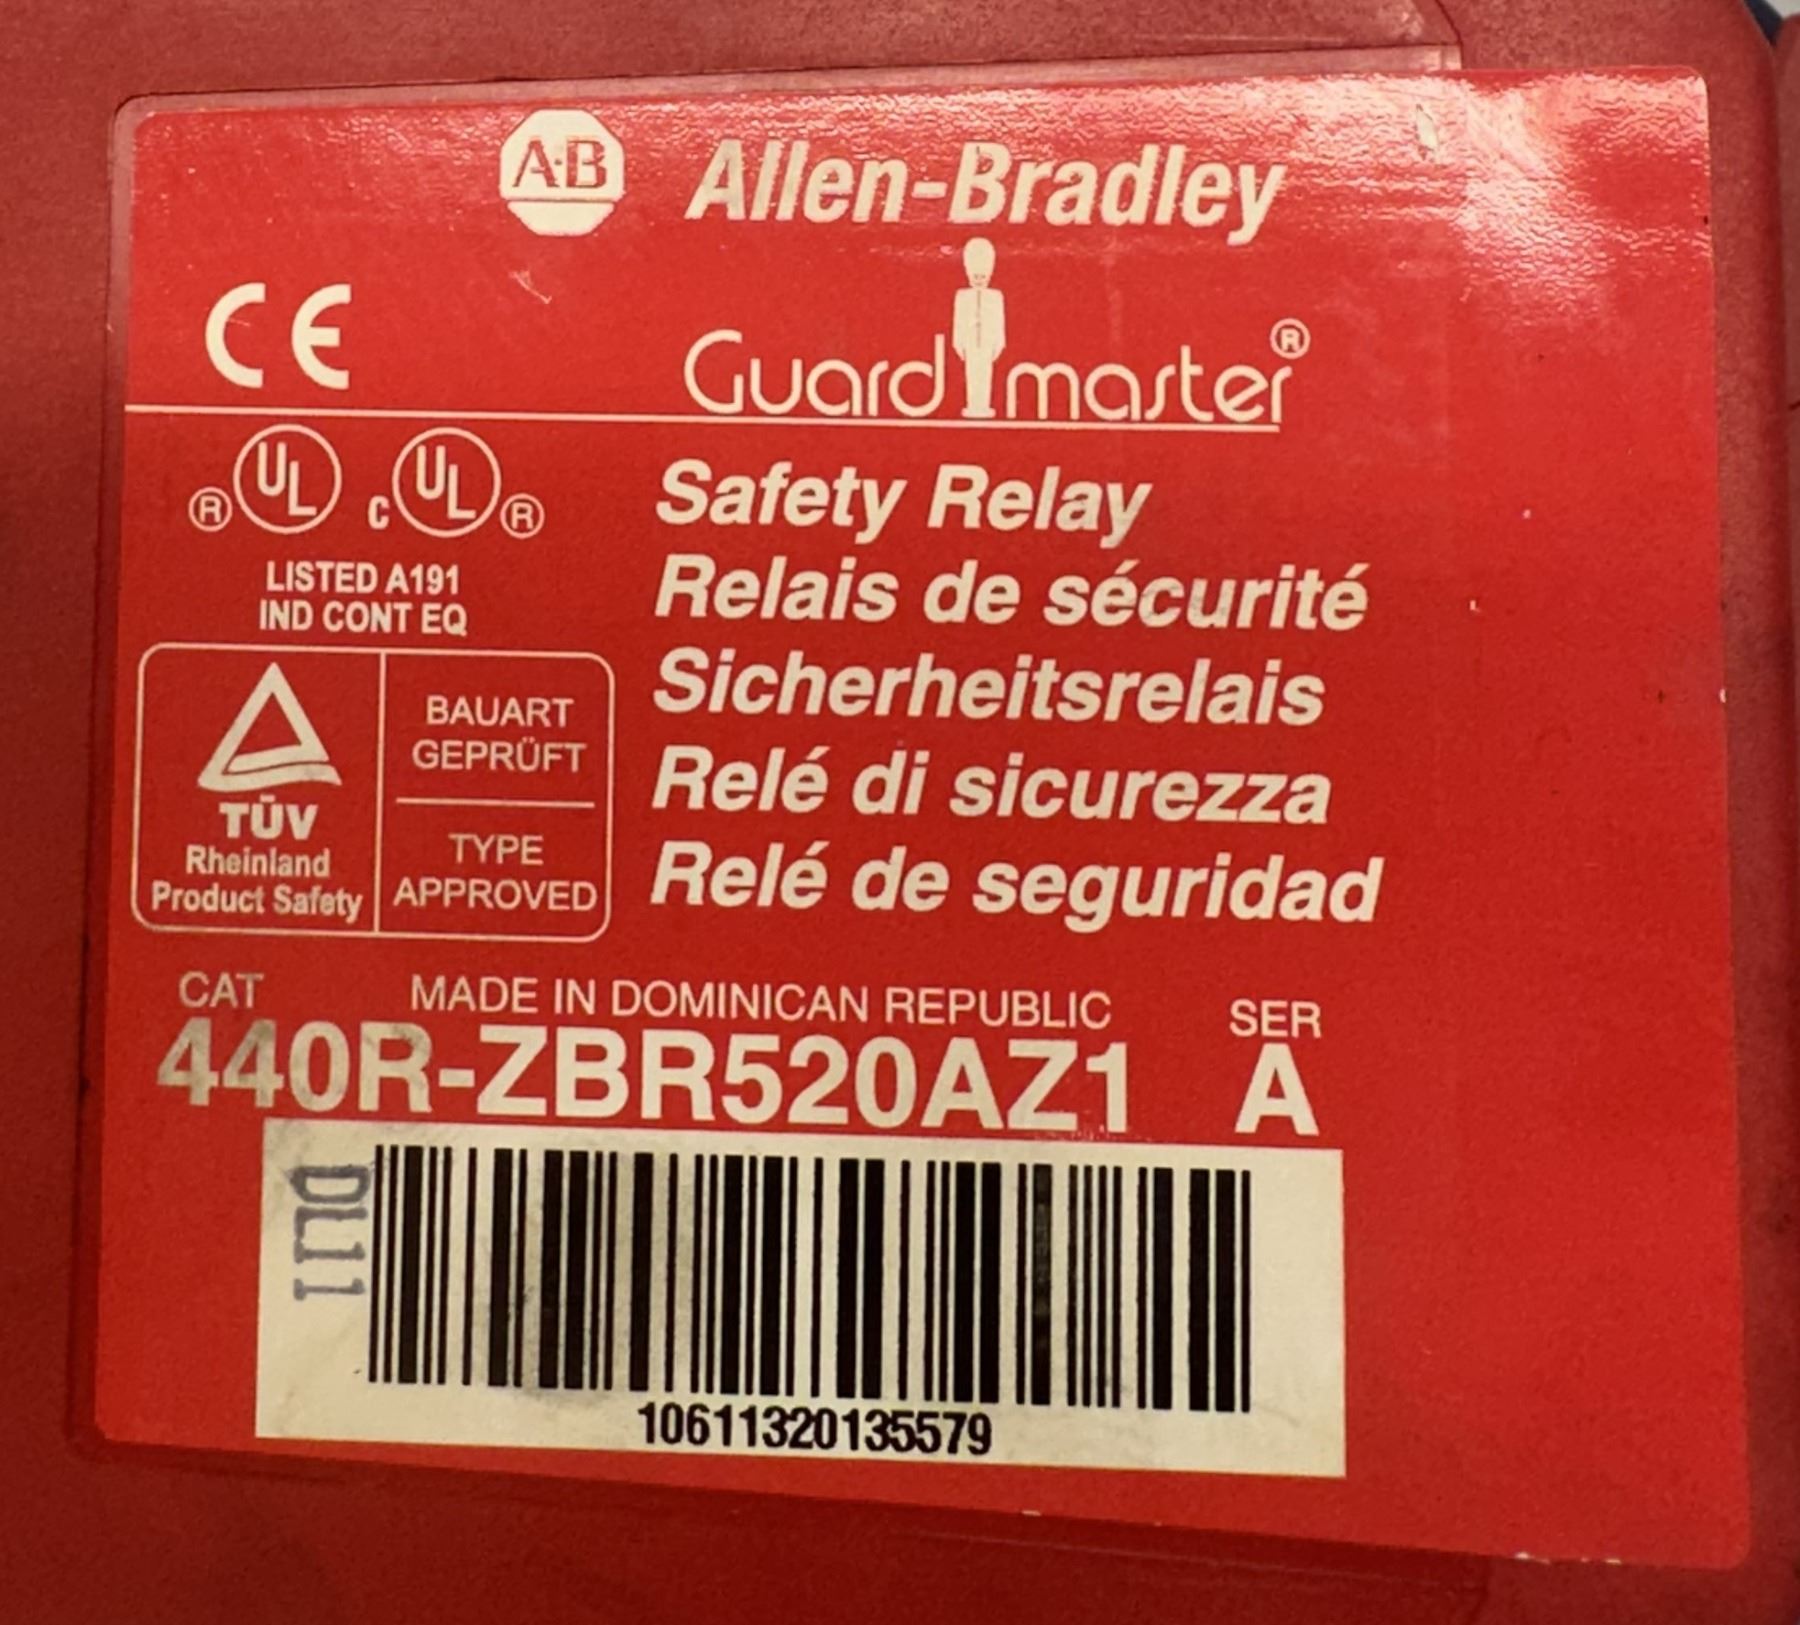 A·B Allen-Bradley
CE
Guardmaster®
® UL c UL ®
LISTED A191
IND CONT EQ
Safety Relay
Relais de sécurité
Sicherheitsrelais
Relé di sicurezza
Relé de seguridad
TÜV
Rheinland
Product Safety
BAUART
GEPRÜFT
TYPE
APPROVED
CAT MADE IN DOMINICAN REPUBLIC SER
440R-ZBR520AZ1 A
DL11
10611320135579